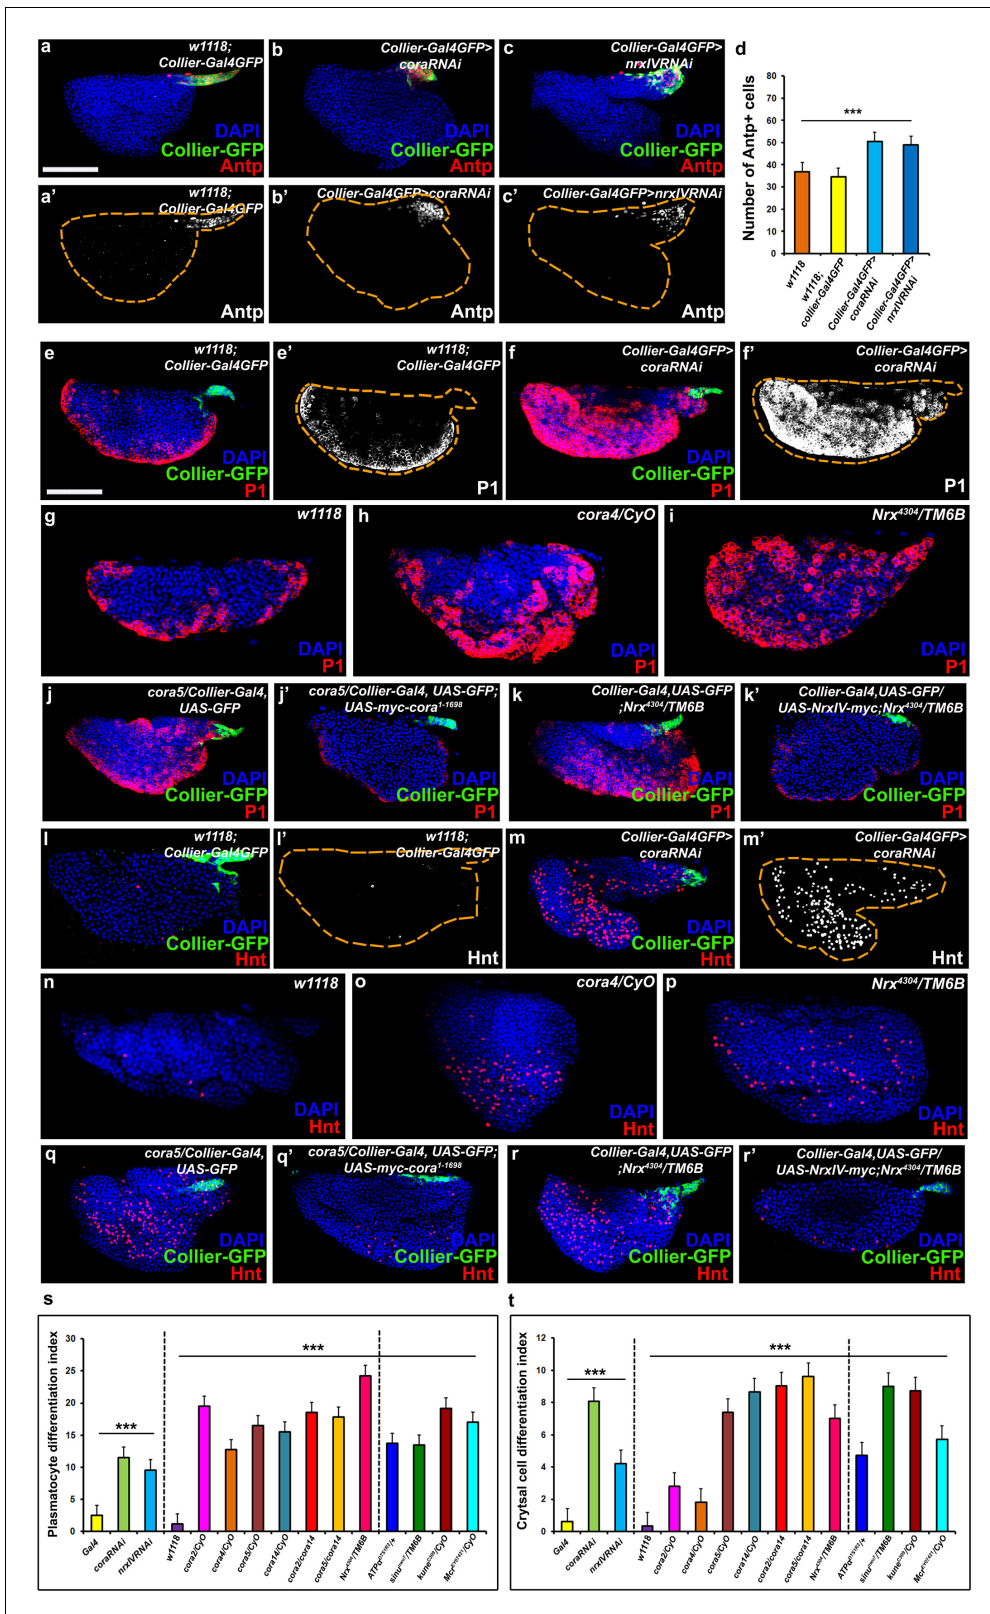 a
w1118;
Collier-Gal4GFP
DAPI
Collier-GFP
Antp
b
Collier-Gal4GFP>
coraRNAi
DAPI
Collier-GFP
Antp
c
Collier-Gal4GFP>
nrxIVRNAi
DAPI
Collier-GFP
Antp
a'
w1118;
Collier-Gal4GFP
Antp
b'
Collier-Gal4GFP>coraRNAi
Antp
c'
Collier-Gal4GFP>nrxIVRNAi
Antp
d
Number of Antp+ cells
80
70
60
50
40
30
20
10
0
***
w1118
w1118;
collier-Gal4GFP
Collier-Gal4GFP>
coraRNAi
Collier-Gal4GFP>
nrxIVRNAi
e
w1118;
Collier-Gal4GFP
DAPI
Collier-GFP
P1
e'
w1118;
Collier-Gal4GFP
P1
f
Collier-Gal4GFP>
coraRNAi
DAPI
Collier-GFP
P1
f'
Collier-Gal4GFP>
coraRNAi
P1
g
w1118
DAPI
P1
h
cora4/CyO
DAPI
P1
i
Nrx4304/TM6B
DAPI
P1
j
cora5/Collier-Gal4,
UAS-GFP
DAPI
Collier-GFP
P1
j'
cora5/Collier-Gal4, UAS-GFP;
UAS-myc-cora1-1698
DAPI
Collier-GFP
P1
k
Collier-Gal4,UAS-GFP
;Nrx4304/TM6B
DAPI
Collier-GFP
P1
k'
Collier-Gal4,UAS-GFP/
UAS-NrxIV-myc;Nrx4304/TM6B
DAPI
Collier-GFP
P1
l
w1118;
Collier-Gal4GFP
DAPI
Collier-GFP
Hnt
l'
w1118;
Collier-Gal4GFP
Hnt
m
Collier-Gal4GFP>
coraRNAi
DAPI
Collier-GFP
Hnt
m'
Collier-Gal4GFP>
coraRNAi
Hnt
n
w1118
DAPI
Hnt
o
cora4/CyO
DAPI
Hnt
p
Nrx4304/TM6B
DAPI
Hnt
q
cora5/Collier-Gal4,
UAS-GFP
DAPI
Collier-GFP
Hnt
q'
cora5/Collier-Gal4, UAS-GFP;
UAS-myc-cora1-1698
DAPI
Collier-GFP
Hnt
r
Collier-Gal4,UAS-GFP
;Nrx4304/TM6B
DAPI
Collier-GFP
Hnt
r'
Collier-Gal4,UAS-GFP/
UAS-NrxIV-myc;Nrx4304/TM6B
DAPI
Collier-GFP
Hnt
s
Plasmatocyte differentiation index
30
25
20
15
10
5
0
***
***
Gal4
coraRNAi
nrxIVRNAi
w1118
cora2/CyO
cora4/CyO
cora5/CyO
cora14/CyO
cora2/cora14
cora5/cora14
Nrx4304/TM6B
/+
/TM6B
/CyO
/CyO
t
Crytsal cell differentiation index
12
10
8
6
4
2
0
***
***
Gal4
coraRNAi
nrxIVRNAi
w1118
cora2/CyO
cora4/CyO
cora5/CyO
cora14/CyO
cora2/cora14
cora5/cora14
Nrx4304/TM6B
/+
/TM6B
/CyO
/CyO